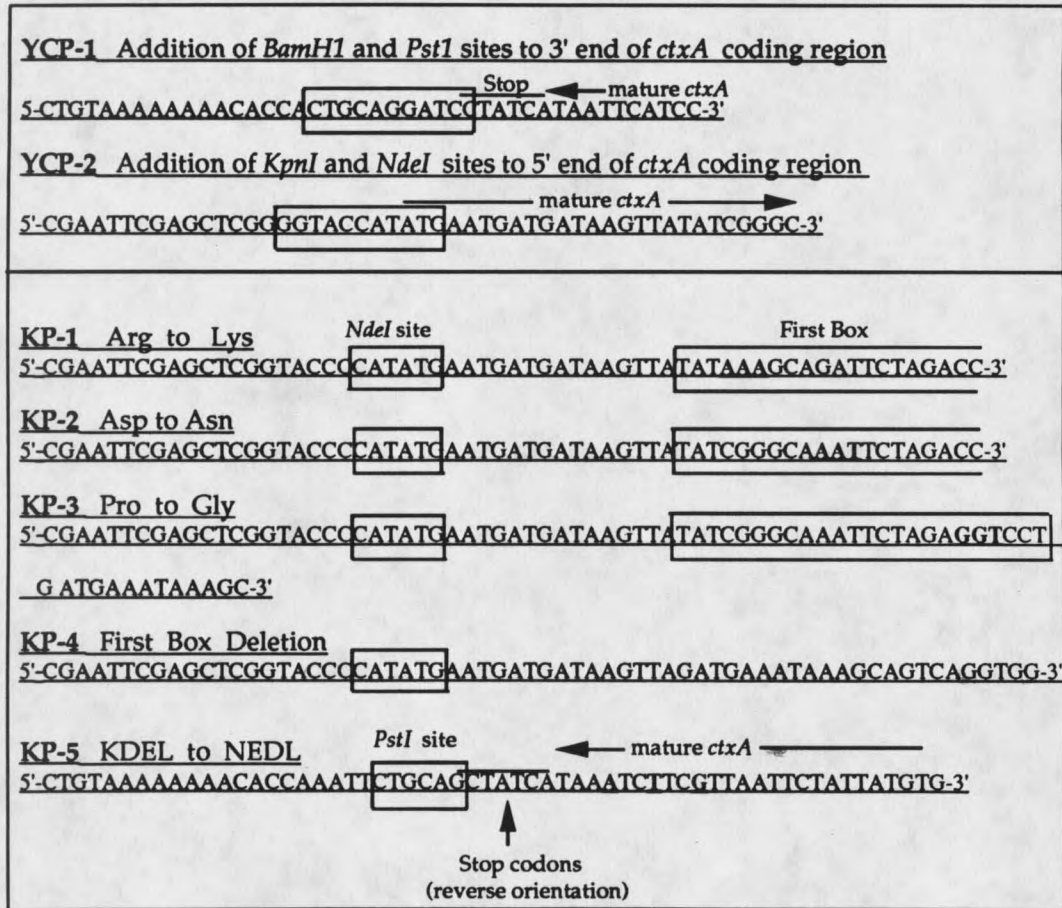 YCP-1 Addition of BamH1 and Pst1 sites to 3' end of ctxA coding region
Stop mature ctxA
5-CTGTAAAAAAAACACCACTGCAGGATCCTATCATAATTCATCC-3'
YCP-2 Addition of KpnI and NdeI sites to 5' end of ctxA coding region
mature ctxA
5'-CGAATTCGAGCTCGGGGTACCATATGAATGATGATAAGTTATATCGGGC-3'
KP-1 Arg to Lys
NdeI site
First Box
5'-CGAATTCGAGCTCGGTACCCCATATGAATGATGATAAGTTATATAAAGCAGATTCTAGACC-3'
KP-2 Asp to Asn
5'-CGAATTCGAGCTCGGTACCCCATATGAATGATGATAAGTTATATCGGGCAAATTCTAGACC-3'
KP-3 Pro to Gly
5'-CGAATTCGAGCTCGGTACCCCATATGAATGATGATAAGTTATATCGGGCAAATTCTAGAGGTCCT
G ATGAAATAAAGC-3'
KP-4 First Box Deletion
5'-CGAATTCGAGCTCGGTACCCCATATGAATGATGATAAGTTAGATGAAATAAAGCAGTCAGGTGG-3'
KP-5 KDEL to NEDL
PstI site
mature ctxA
5'-CTGTAAAAAAAACACCAAATTCTGCAGCTATCATAAATCTTCGTTAATTCTATTATGTG-3'
Stop codons
(reverse orientation)